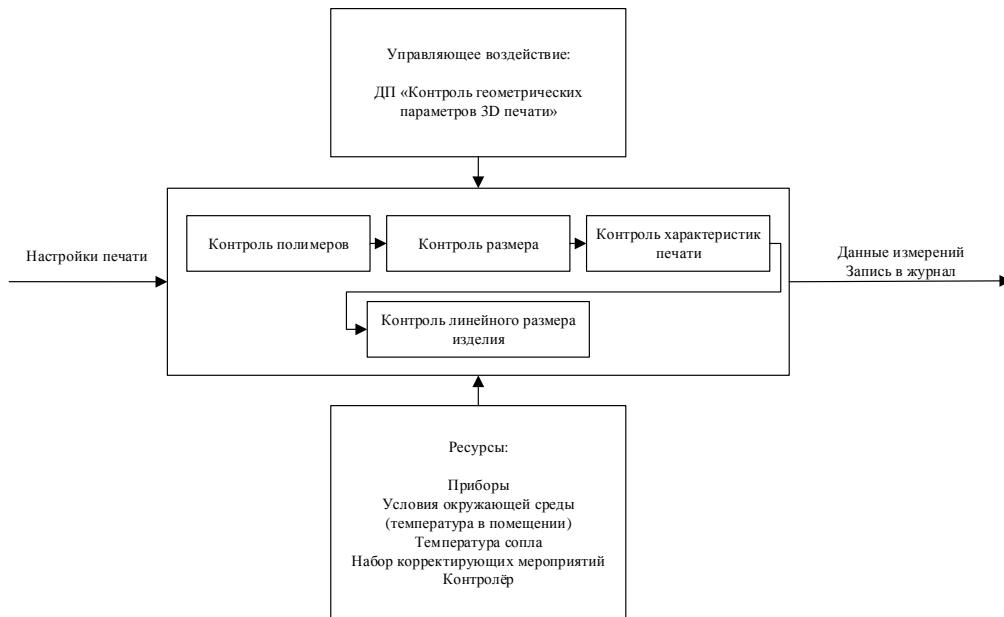 Управляющее воздействие:
ДП «Контроль геометрических
параметров 3D печати»
Настройки печати
Контроль полимеров
Контроль размера
Контроль характеристик
печати
Контроль линейного размера
изделия
Данные измерений
Запись в журнал
Ресурсы:
Приборы
Условия окружающей среды
(температура в помещении)
Температура сопла
Набор корректирующих мероприятий
Контролёр